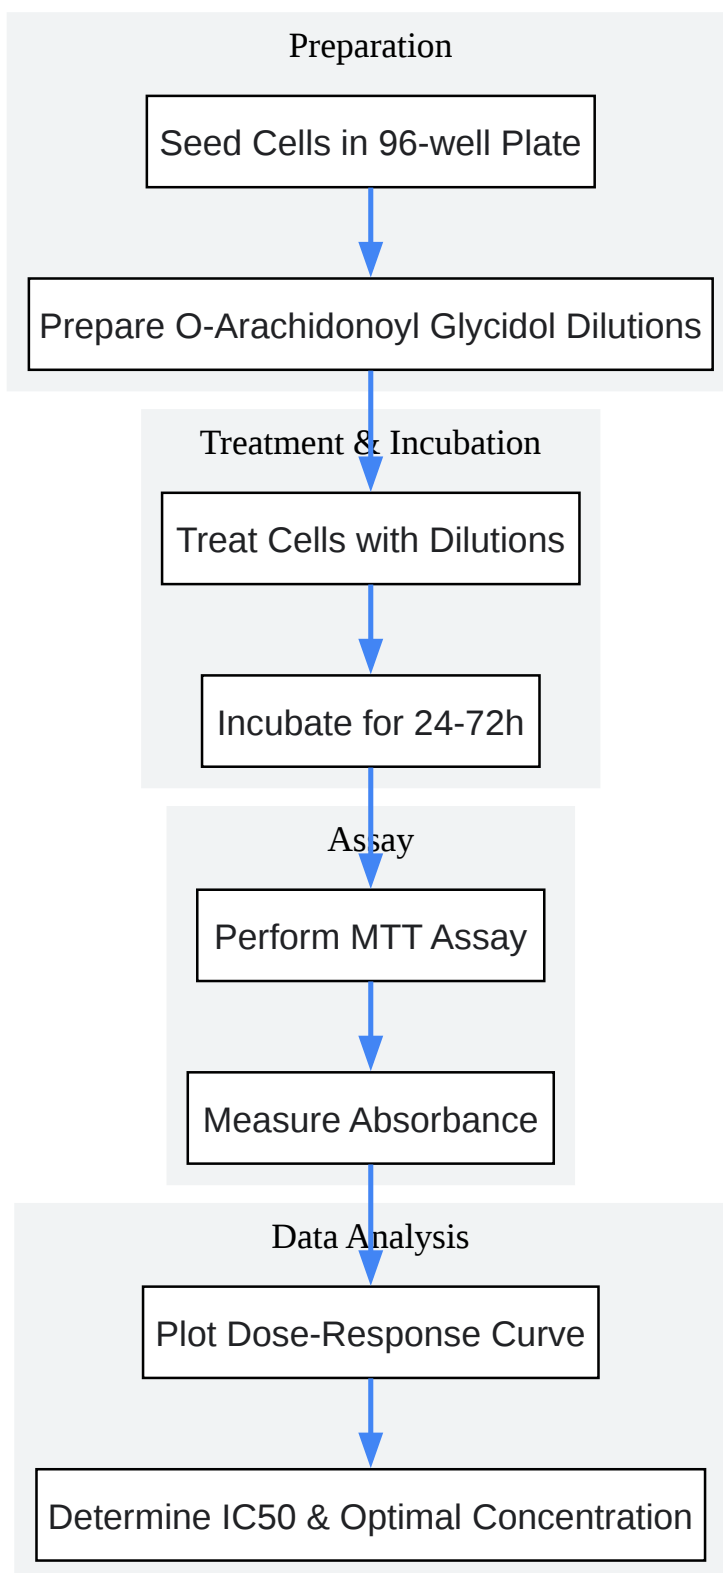 Preparation
Seed Cells in 96-well Plate
Prepare O-Arachidonoyl Glycidol Dilutions
Treatment & Incubation
Treat Cells with Dilutions
Incubate for 24-72h
Assay
Perform MTT Assay
Measure Absorbance
Data Analysis
Plot Dose-Response Curve
Determine IC50 & Optimal Concentration